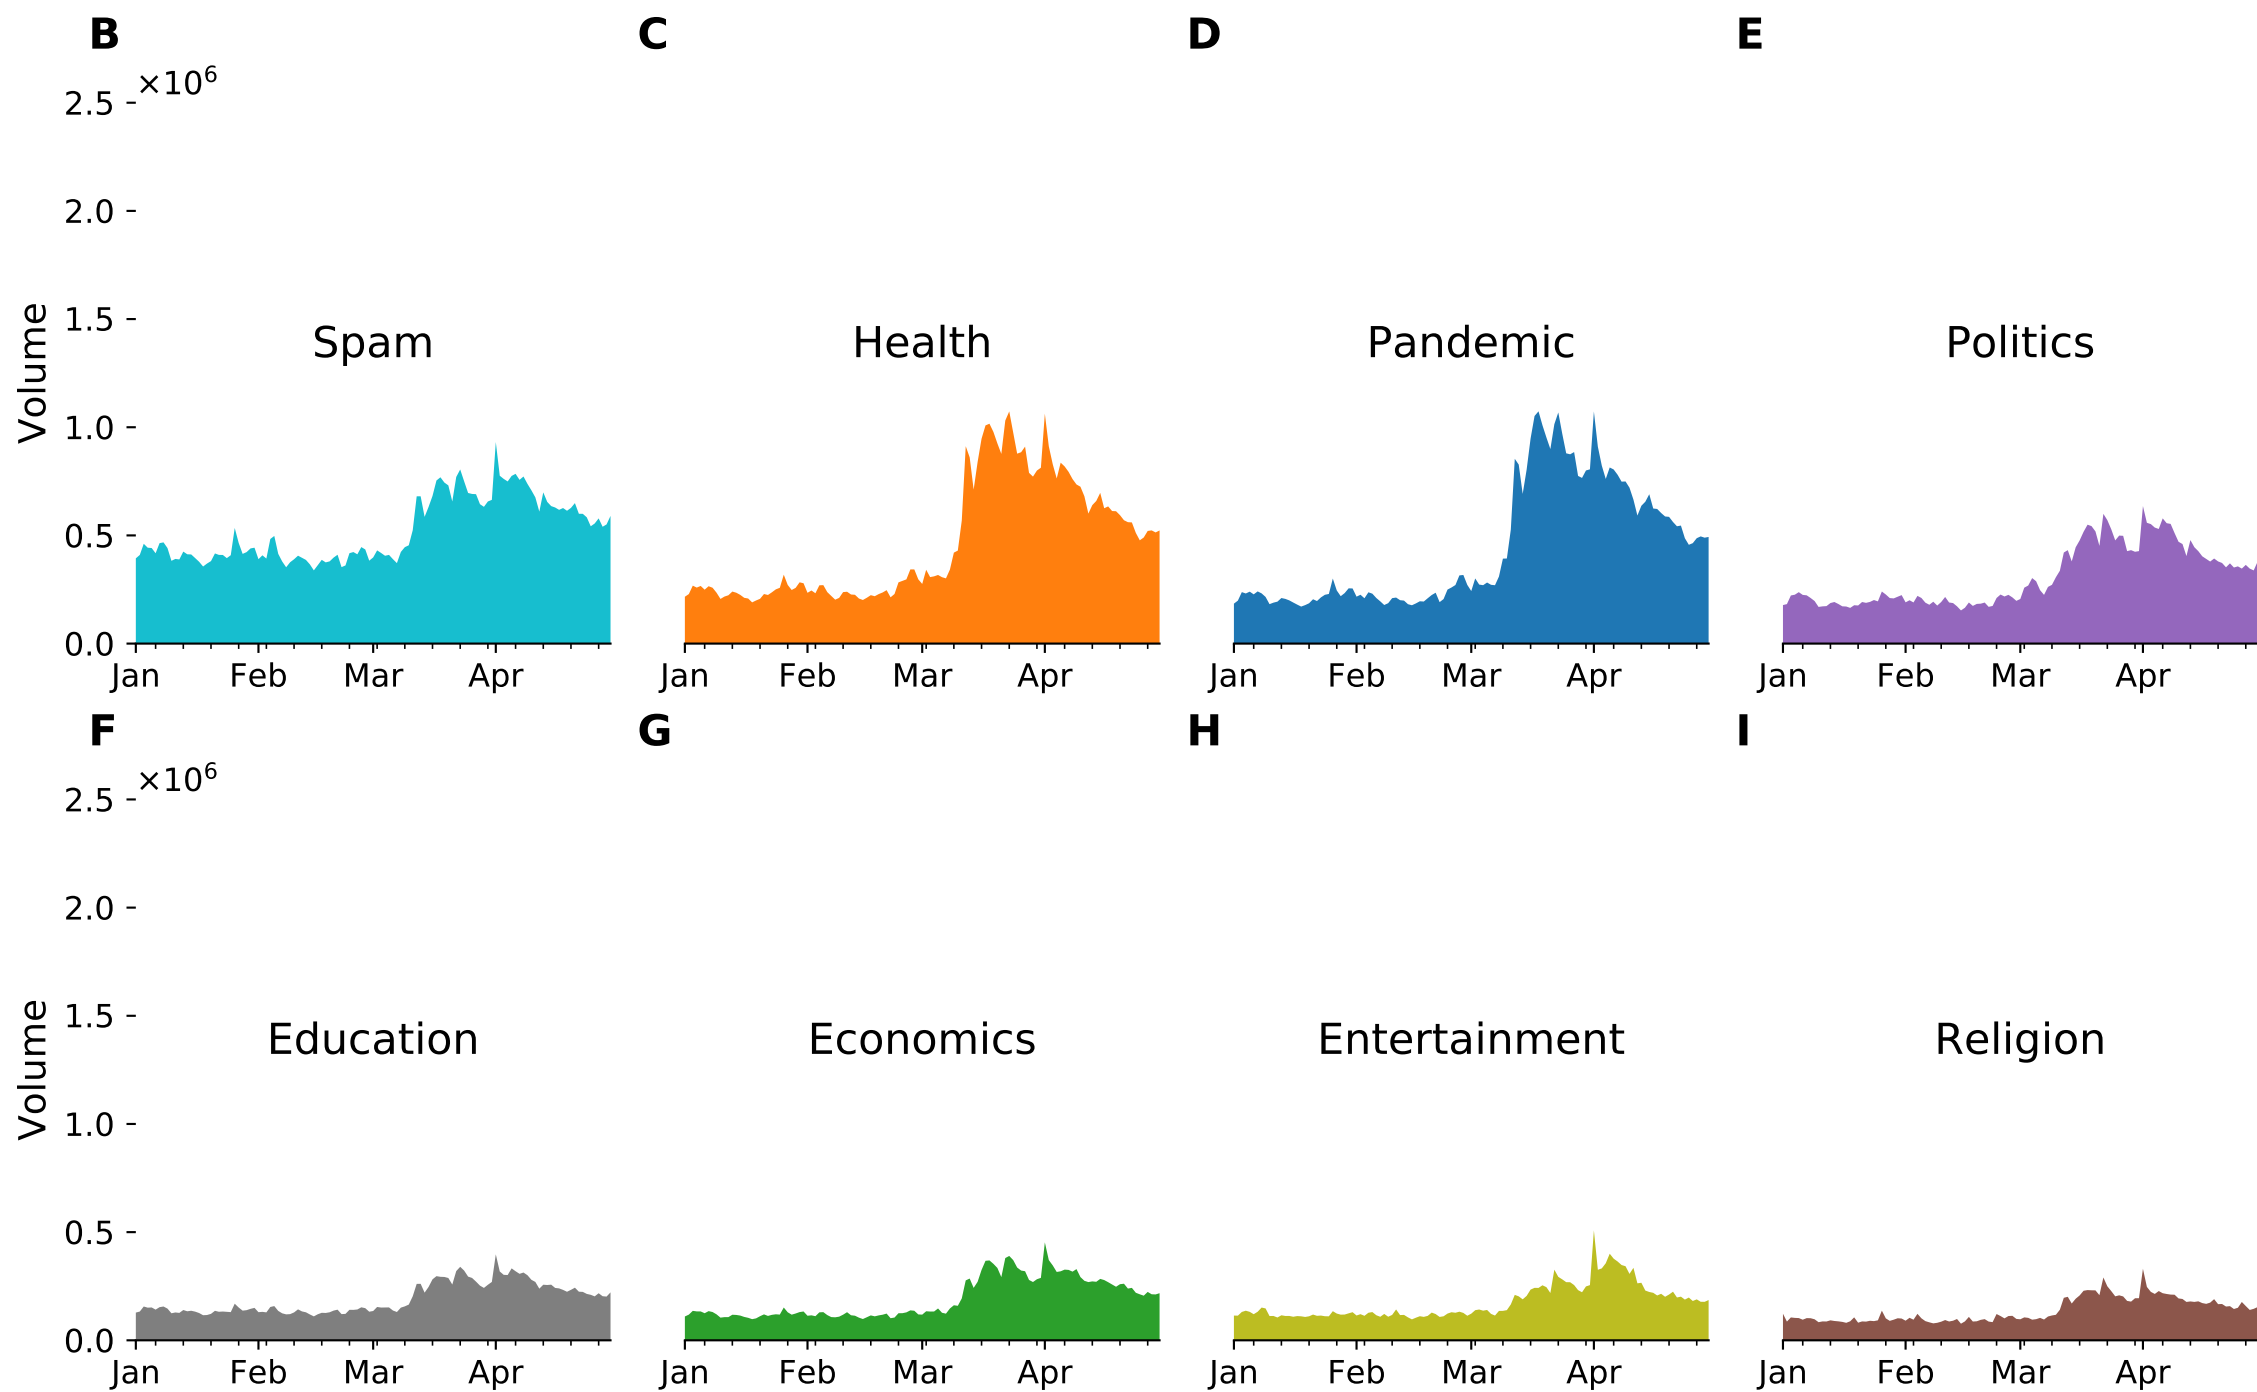 B C D E
×10⁶
2.5
2.0
1.5
1.0
0.5
0.0
Volume
Spam Health Pandemic Politics
Jan Feb Mar Apr Jan Feb Mar Apr Jan Feb Mar Apr Jan Feb Mar Apr
F G H I
×10⁶
2.5
2.0
1.5
1.0
0.5
0.0
Volume
Education Economics Entertainment Religion
Jan Feb Mar Apr Jan Feb Mar Apr Jan Feb Mar Apr Jan Feb Mar Apr